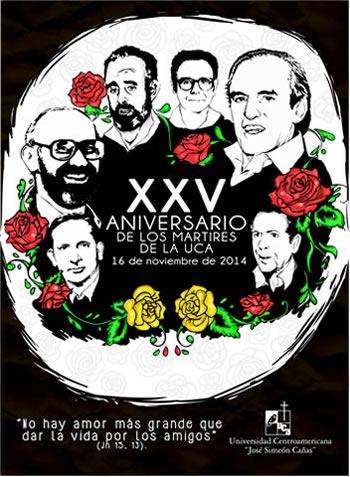 XXV
ANIVERSARIO
DE LOS MARTIRES
DE LA UCA
16 de noviembre de 2014
"No hay amor más grande que
dar la vida por los amigos"
(Jn 15, 13).
Universidad Centroamericana
"José Simeón Cañas"